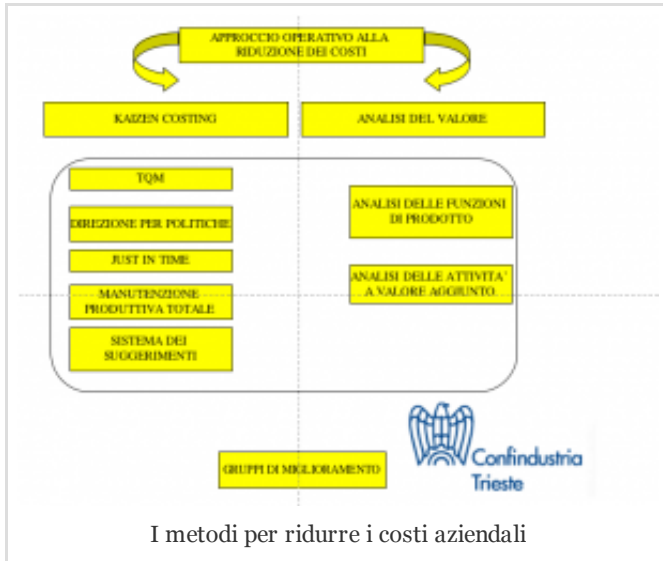 APPROCCIO OPERATIVO ALLA
RIDUZIONE DEI COSTI
KAIZEN COSTING
ANALISI DEL VALORE
TQM
DIREZIONE PER POLITICHE
JUST IN TIME
MANUTENZIONE
PRODUTTIVA TOTALE
SISTEMA DEI
SUGGERIMENTI
ANALISI DELLE FUNZIONI
DI PRODOTTO
ANALISI DELLE ATTIVITA'
A VALORE AGGIUNTO.
GRUPPI DI MIGLIORAMENTO
Confindustria
Trieste
I metodi per ridurre i costi aziendali